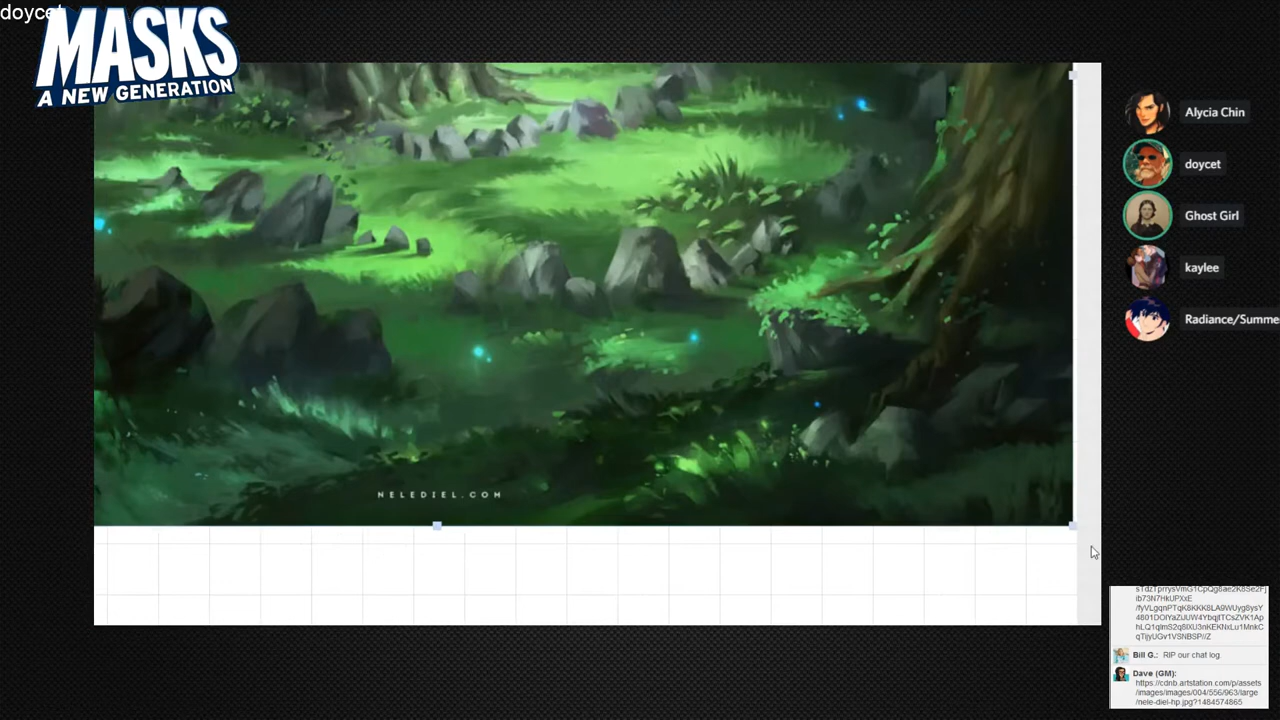 doycet
MASKS
A NEW GENERATION
Alycia Chin
doycet
Ghost Girl
kaylee
Radiance/Summe
NELEDIEL.COM
Bill G.: RIP our chat log.
Dave (GM):
https://cdnb.artstation.com/p/assets
/images/images/004/556/963/large
/nele-diel-hp.jpg?1484574865